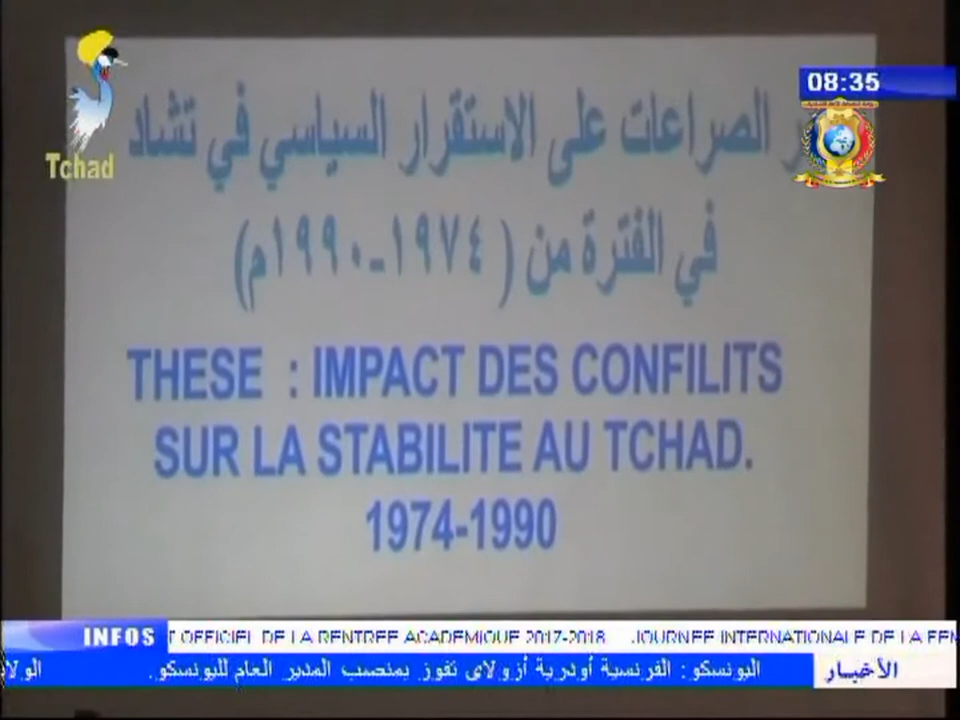 Tchad
08:35
الصراعات على الاستقرار السياسي في تشاد
في الفترة من ( ١٩٧٤-١٩٩٠م)
THESE : IMPACT DES CONFILITS
SUR LA STABILITE AU TCHAD.
1974-1990
INFOS
OFFICIEL DE LA RENTREE ACADEMIQUE 2017-2018 JOURNEE INTERNATIONALE DE LA
الأخبار
اليونسكو: الفرنسية أودرية أزولاي تفوز بمنصب المدير العام لليونسكو.